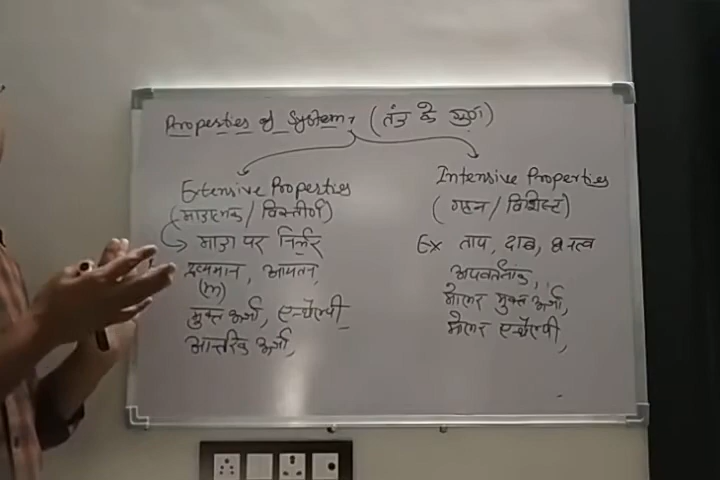 Properties of System, (तंत्र के गुण)
Extensive Properties
(मात्रात्मक / विस्तीर्ण)
मात्रा पर निर्भर
द्रव्यमान, आयतन,
(m)
मुक्त ऊर्जा, एन्थैल्पी
आन्तरिक ऊर्जा,
Intensive Properties
(गहन / विशिष्ट)
Ex ताप, दाब, घनत्व
अपवर्तनांक,
मोलर मुक्त ऊर्जा,
मोलर एन्थैल्पी,